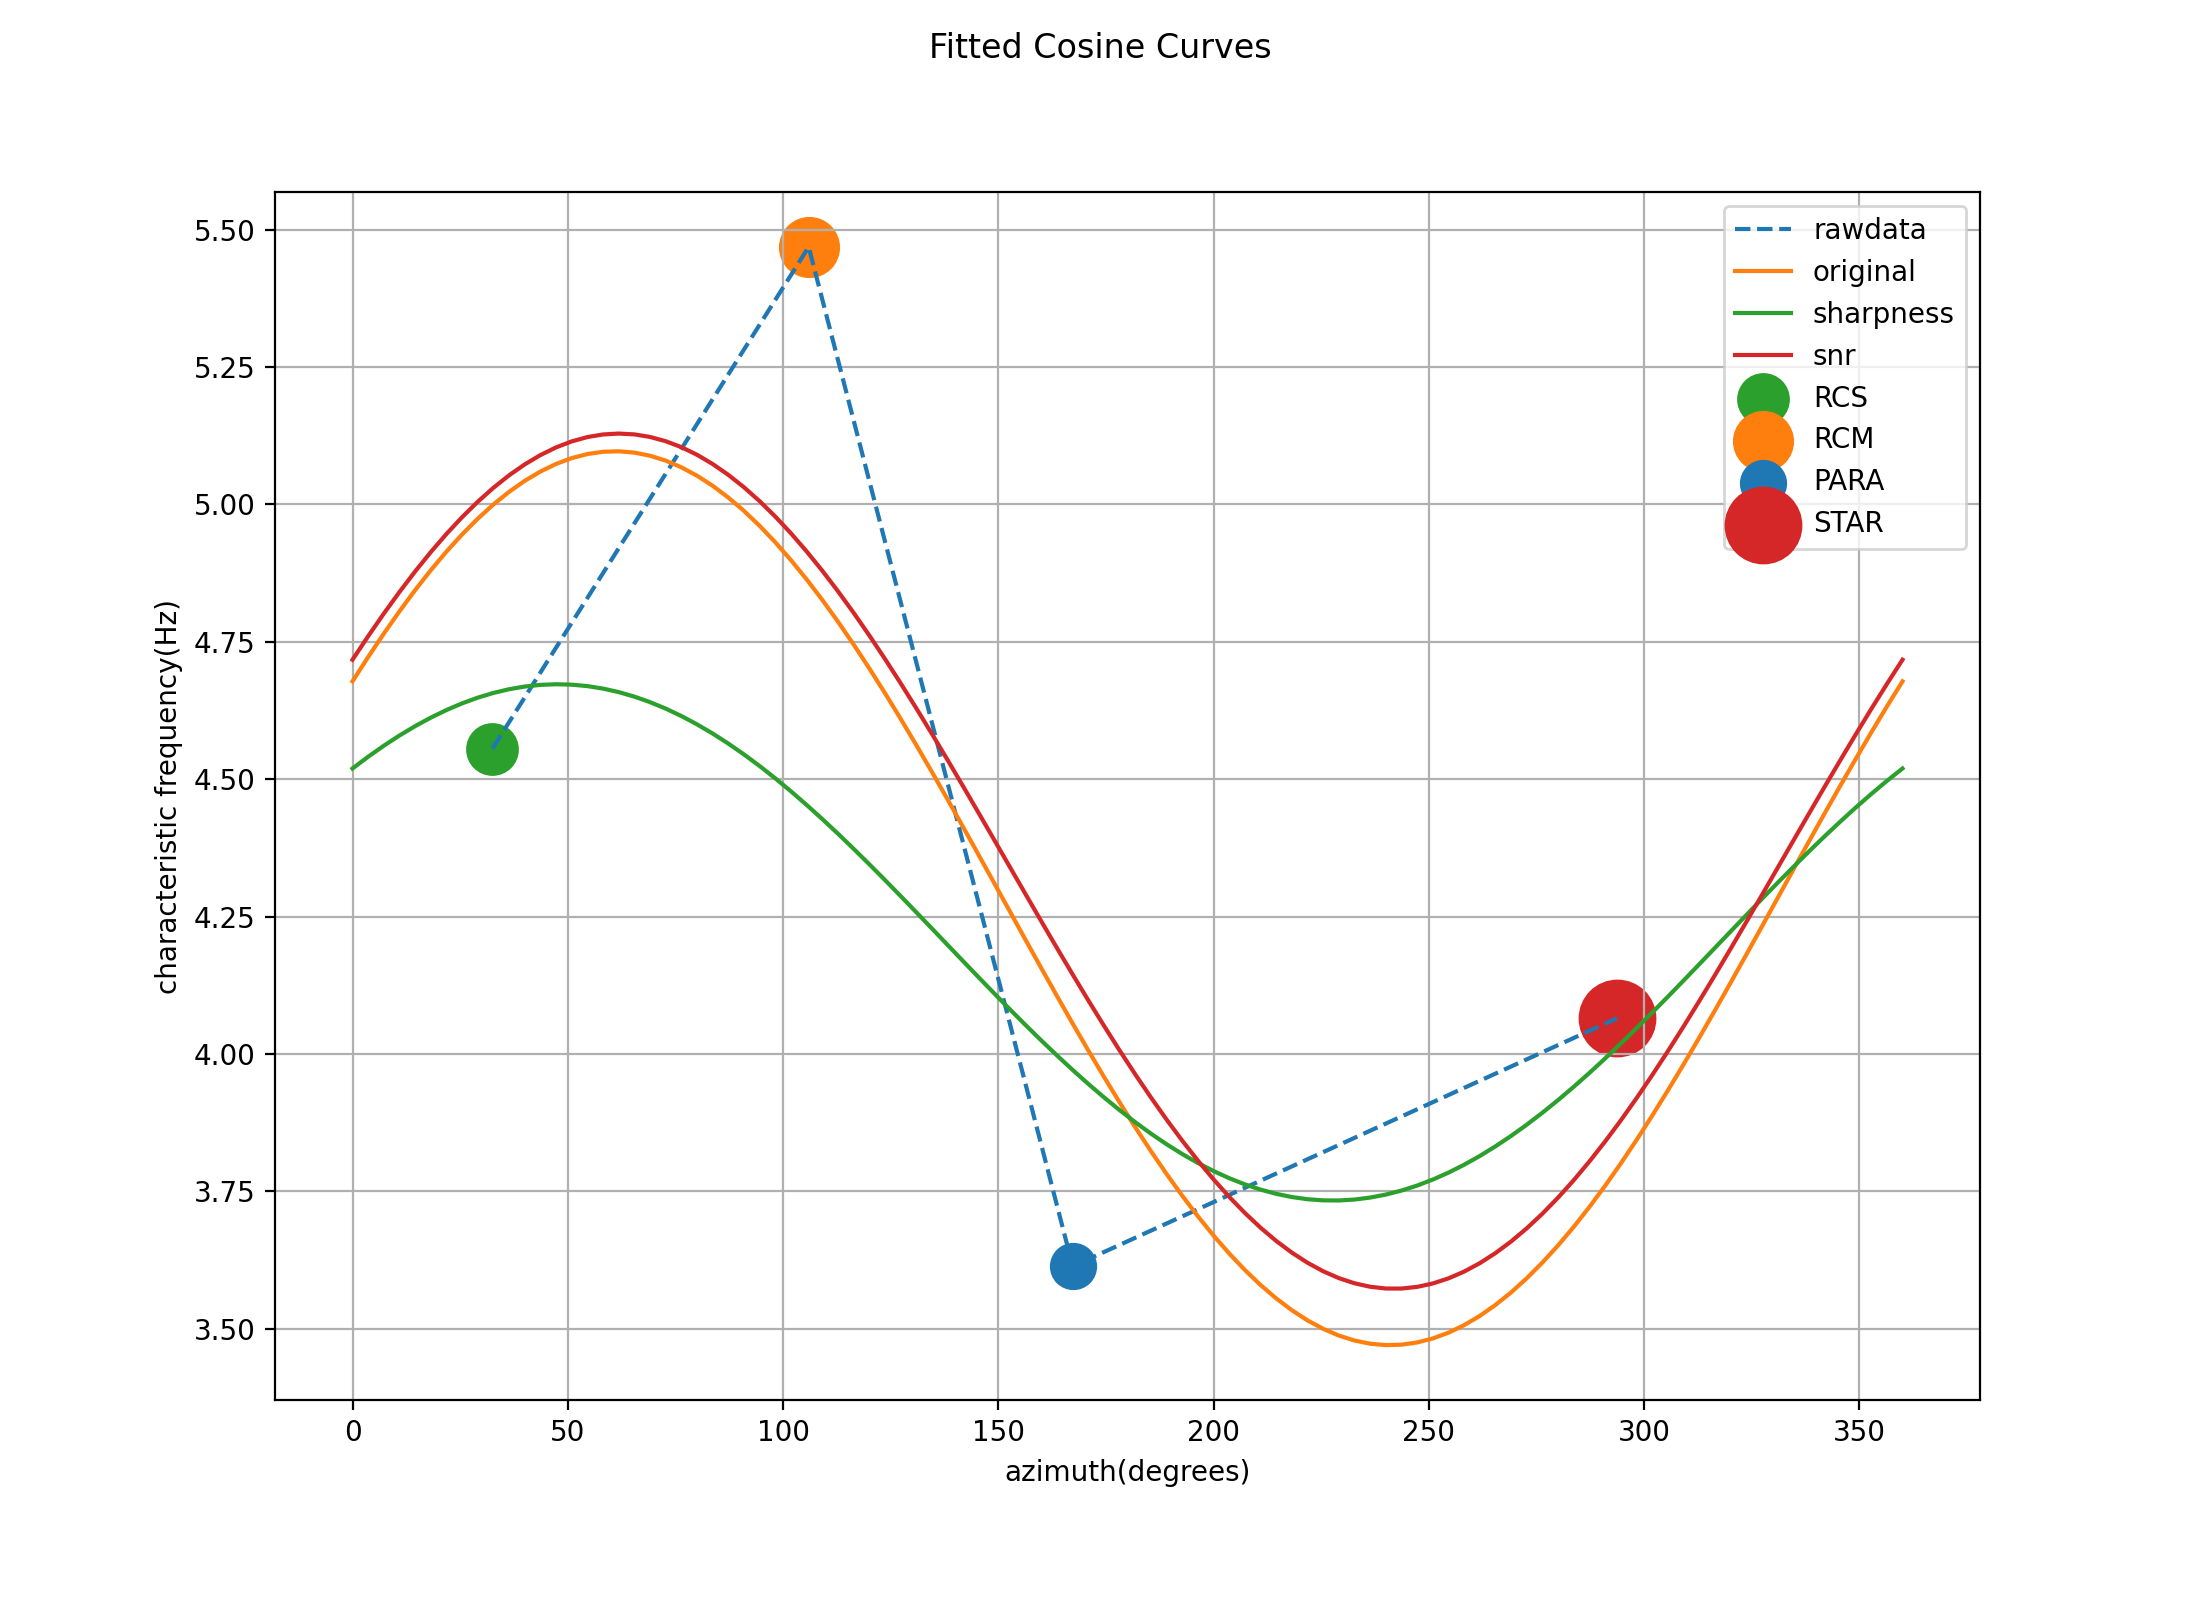 Fitted Cosine Curves
5.50
5.25
5.00
4.75
4.50
4.25
4.00
3.75
3.50
characteristic frequency(Hz)
0 50 100 150 200 250 300 350
azimuth(degrees)
rawdata
original
sharpness
snr
RCS
RCM
PARA
STAR